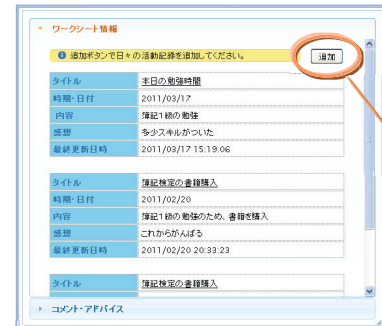 ワークシート情報
追加ボタンで日々の活動記録を追加してください。 追加
タイトル 本日の勉強時間
時期・日付 2011/03/17
内容 簿記1級の勉強
感想 多少スキルがついた
最終更新日時 2011/03/17 15:19:06
タイトル 簿記検定の書籍購入
時期・日付 2011/02/20
内容 簿記1級の勉強のため、書籍を購入
感想 これからがんばる
最終更新日時 2011/02/20 20:33:23
タイトル 簿記検定の書籍購入
コメント・アドバイス